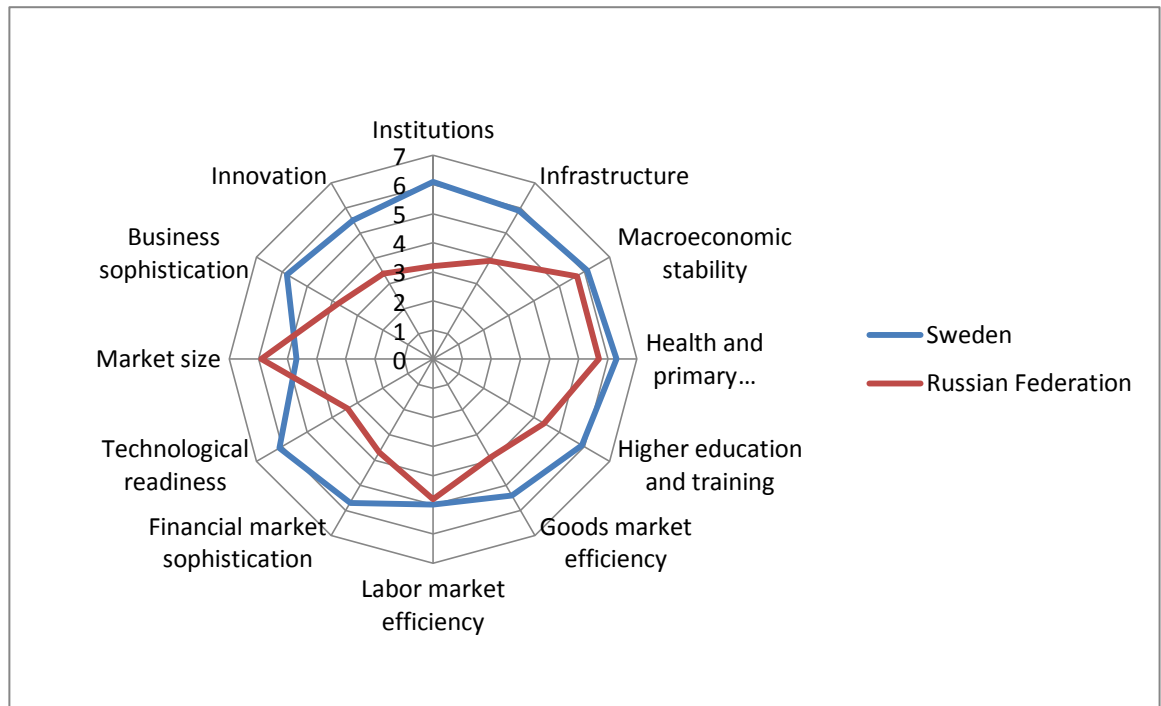 Institutions
Infrastructure
Macroeconomic
stability
Health and
primary…
Higher education
and training
Goods market
efficiency
Labor market
efficiency
Financial market
sophistication
Technological
readiness
Market size
Business
sophistication
Innovation
7
6
5
4
3
2
1
0
Sweden
Russian Federation